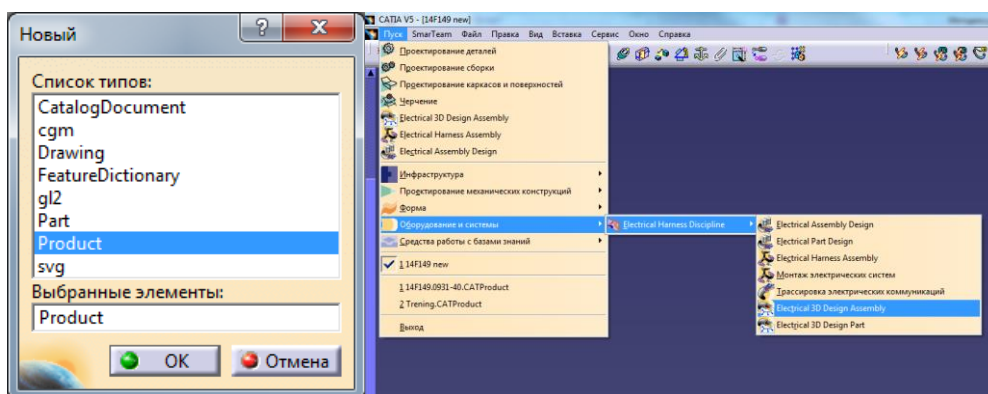 Новый
Список типов:
CatalogDocument
cgm
Drawing
FeatureDictionary
gl2
Part
Product
svg
Выбранные элементы:
Product
OK
Отмена
CATIA V5 - [14F149 new]
Пуск SmarTeam Файл Правка Вид Вставка Сервис Окно Справка
Проектирование деталей
Проектирование сборки
Проектирование каркасов и поверхностей
Черчение
Electrical 3D Design Assembly
Electrical Harness Assembly
Electrical Assembly Design
Инфраструктура
Проектирование механических конструкций
Форма
Оборудование и системы
Средства работы с базами знаний
1 14F149 new
1 14F149.0931-40.CATProduct
2 Trening.CATProduct
Выход
Electrical Harness Discipline
Electrical Assembly Design
Electrical Part Design
Electrical Harness Assembly
Монтаж электрических систем
Трассировка электрических коммуникаций
Electrical 3D Design Assembly
Electrical 3D Design Part